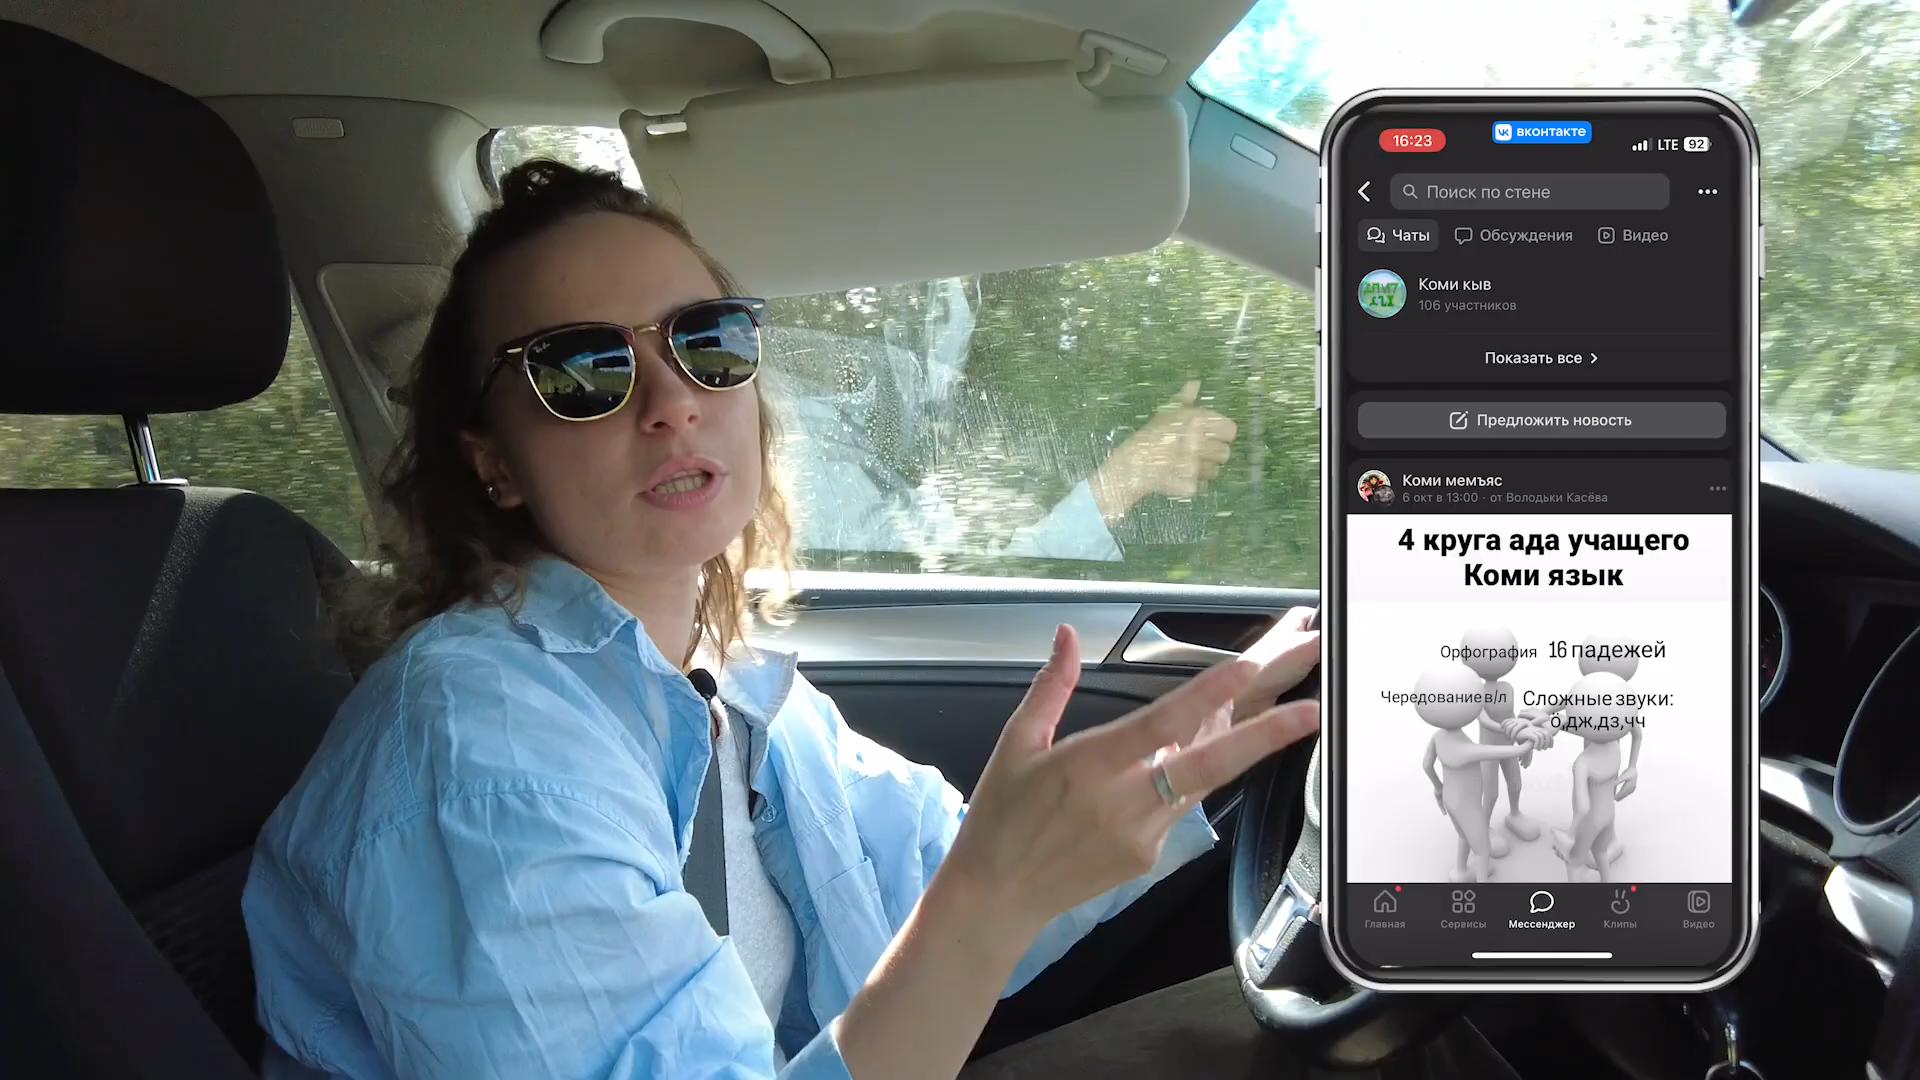 16:23
вконтакте
LTE 92
Поиск по стене
Чаты
Обсуждения
Видео
Коми кыв
106 участников
Показать все
Предложить новость
Коми мемъяс
6 окт в 13:00 · от Володьки Касёва
4 круга ада учащего
Коми язык
Орфография 16 падежей
Чередование в/л Сложные звуки:
ӧ,дж,дз,чч
Главная
Сервисы
Мессенджер
Клипы
Видео